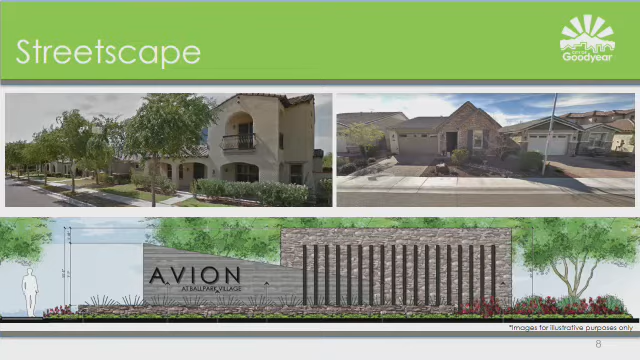 Streetscape
Goodyear
AVION
AT BALLPARK VILLAGE
*Images for illustrative purposes only
8